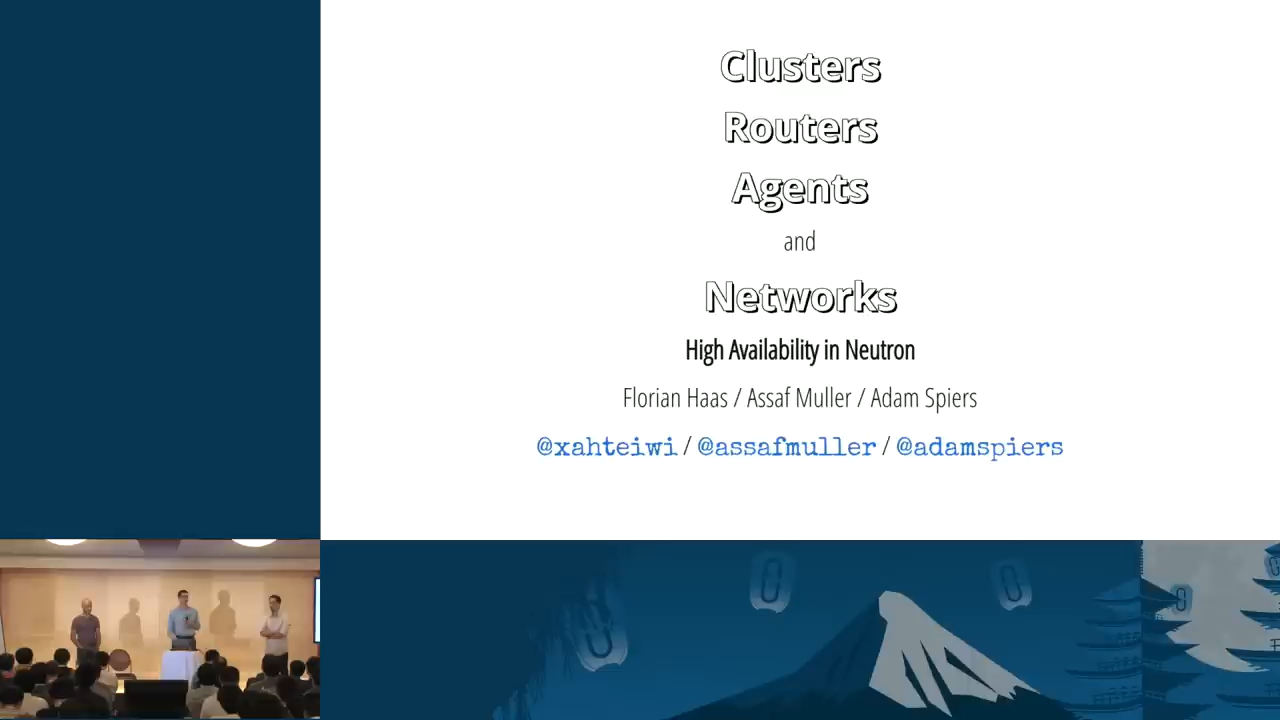 Clusters
Routers
Agents
and
Networks
High Availability in Neutron
Florian Haas / Assaf Muller / Adam Spiers
@xahteiwi / @assafmuller / @adamspiers